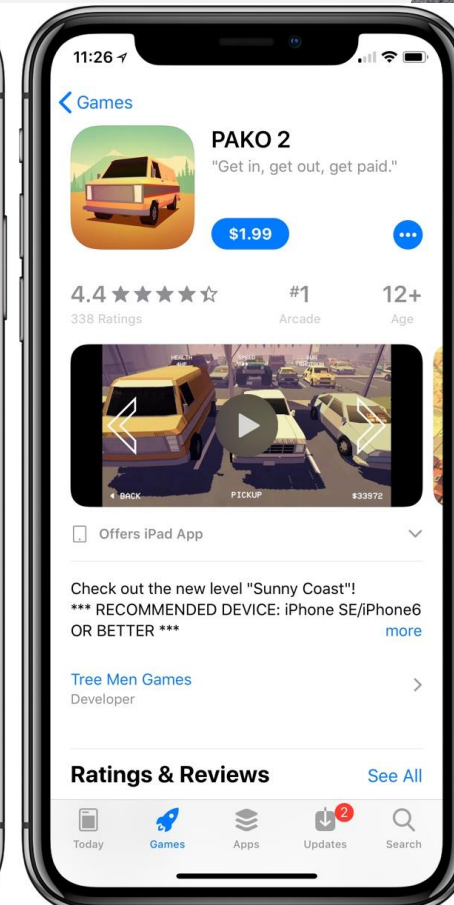 11:26
Games
PAKO 2
"Get in, get out, get paid."
$1.99
4.4
#1
12+
338 Ratings
Arcade
Age
HEALTH
SPEED
BACK
PICKUP
$33972
Offers iPad App
Check out the new level "Sunny Coast"!
*** RECOMMENDED DEVICE: iPhone SE/iPhone6
OR BETTER ***
more
Tree Men Games
Developer
Ratings & Reviews
See All
2
Today
Games
Apps
Updates
Search